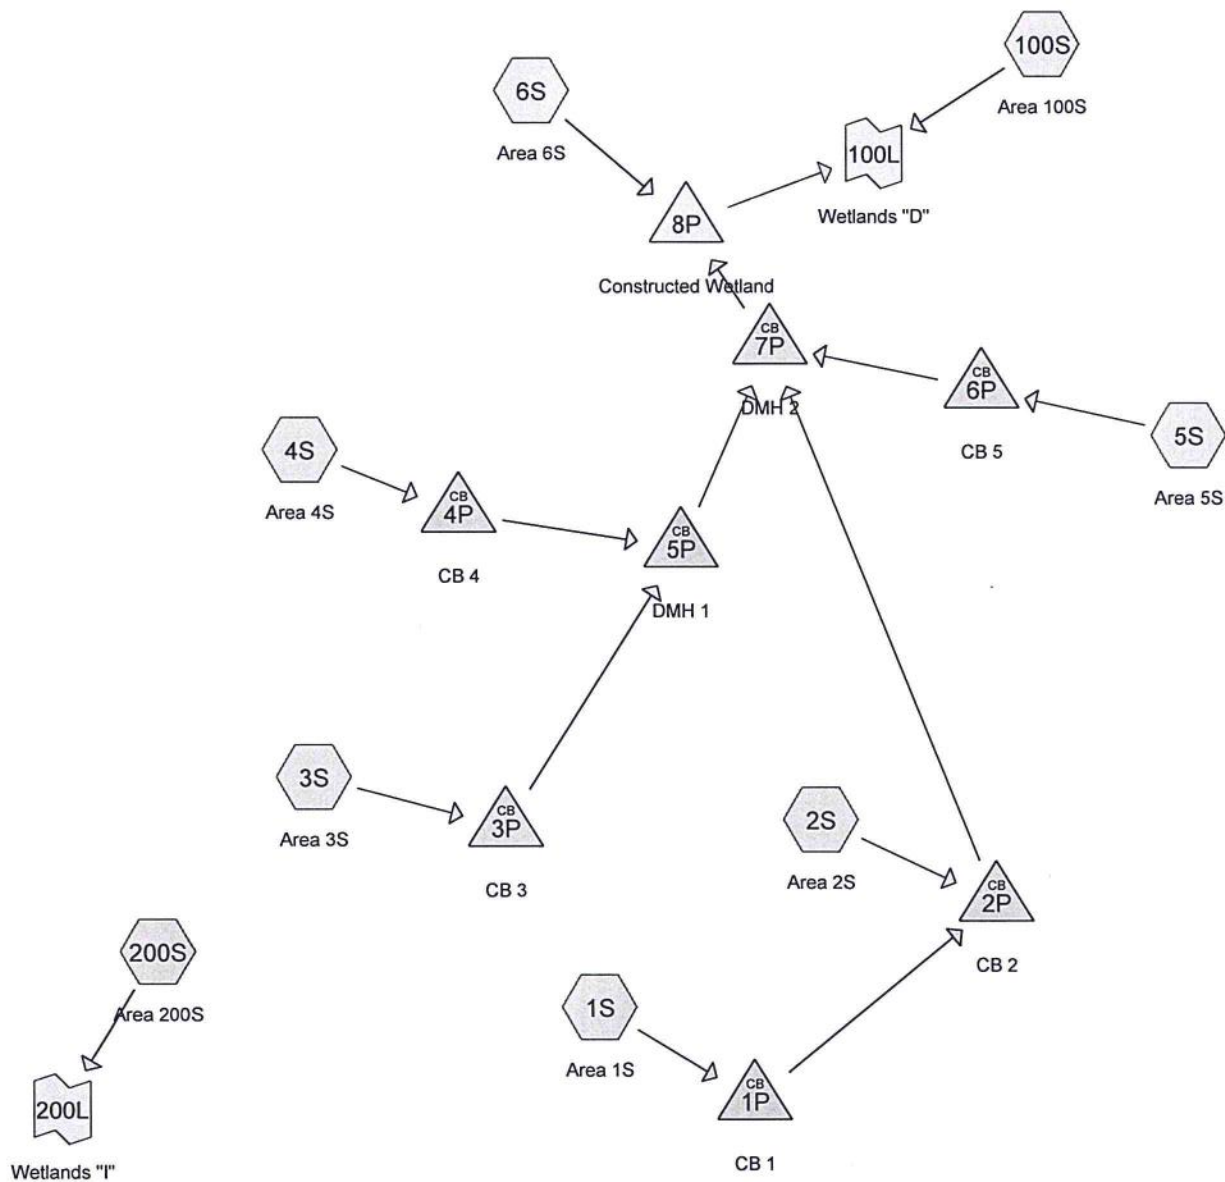 100S
Area 100S
6S
Area 6S
100L
Wetlands "D"
8P
Constructed Wetland
CB
7P
DMH 2
CB
6P
CB 5
5S
Area 5S
4S
Area 4S
CB
4P
CB 4
CB
5P
DMH 1
3S
Area 3S
CB
3P
CB 3
2S
Area 2S
CB
2P
CB 2
200S
Area 200S
1S
Area 1S
CB
1P
CB 1
200L
Wetlands "I"